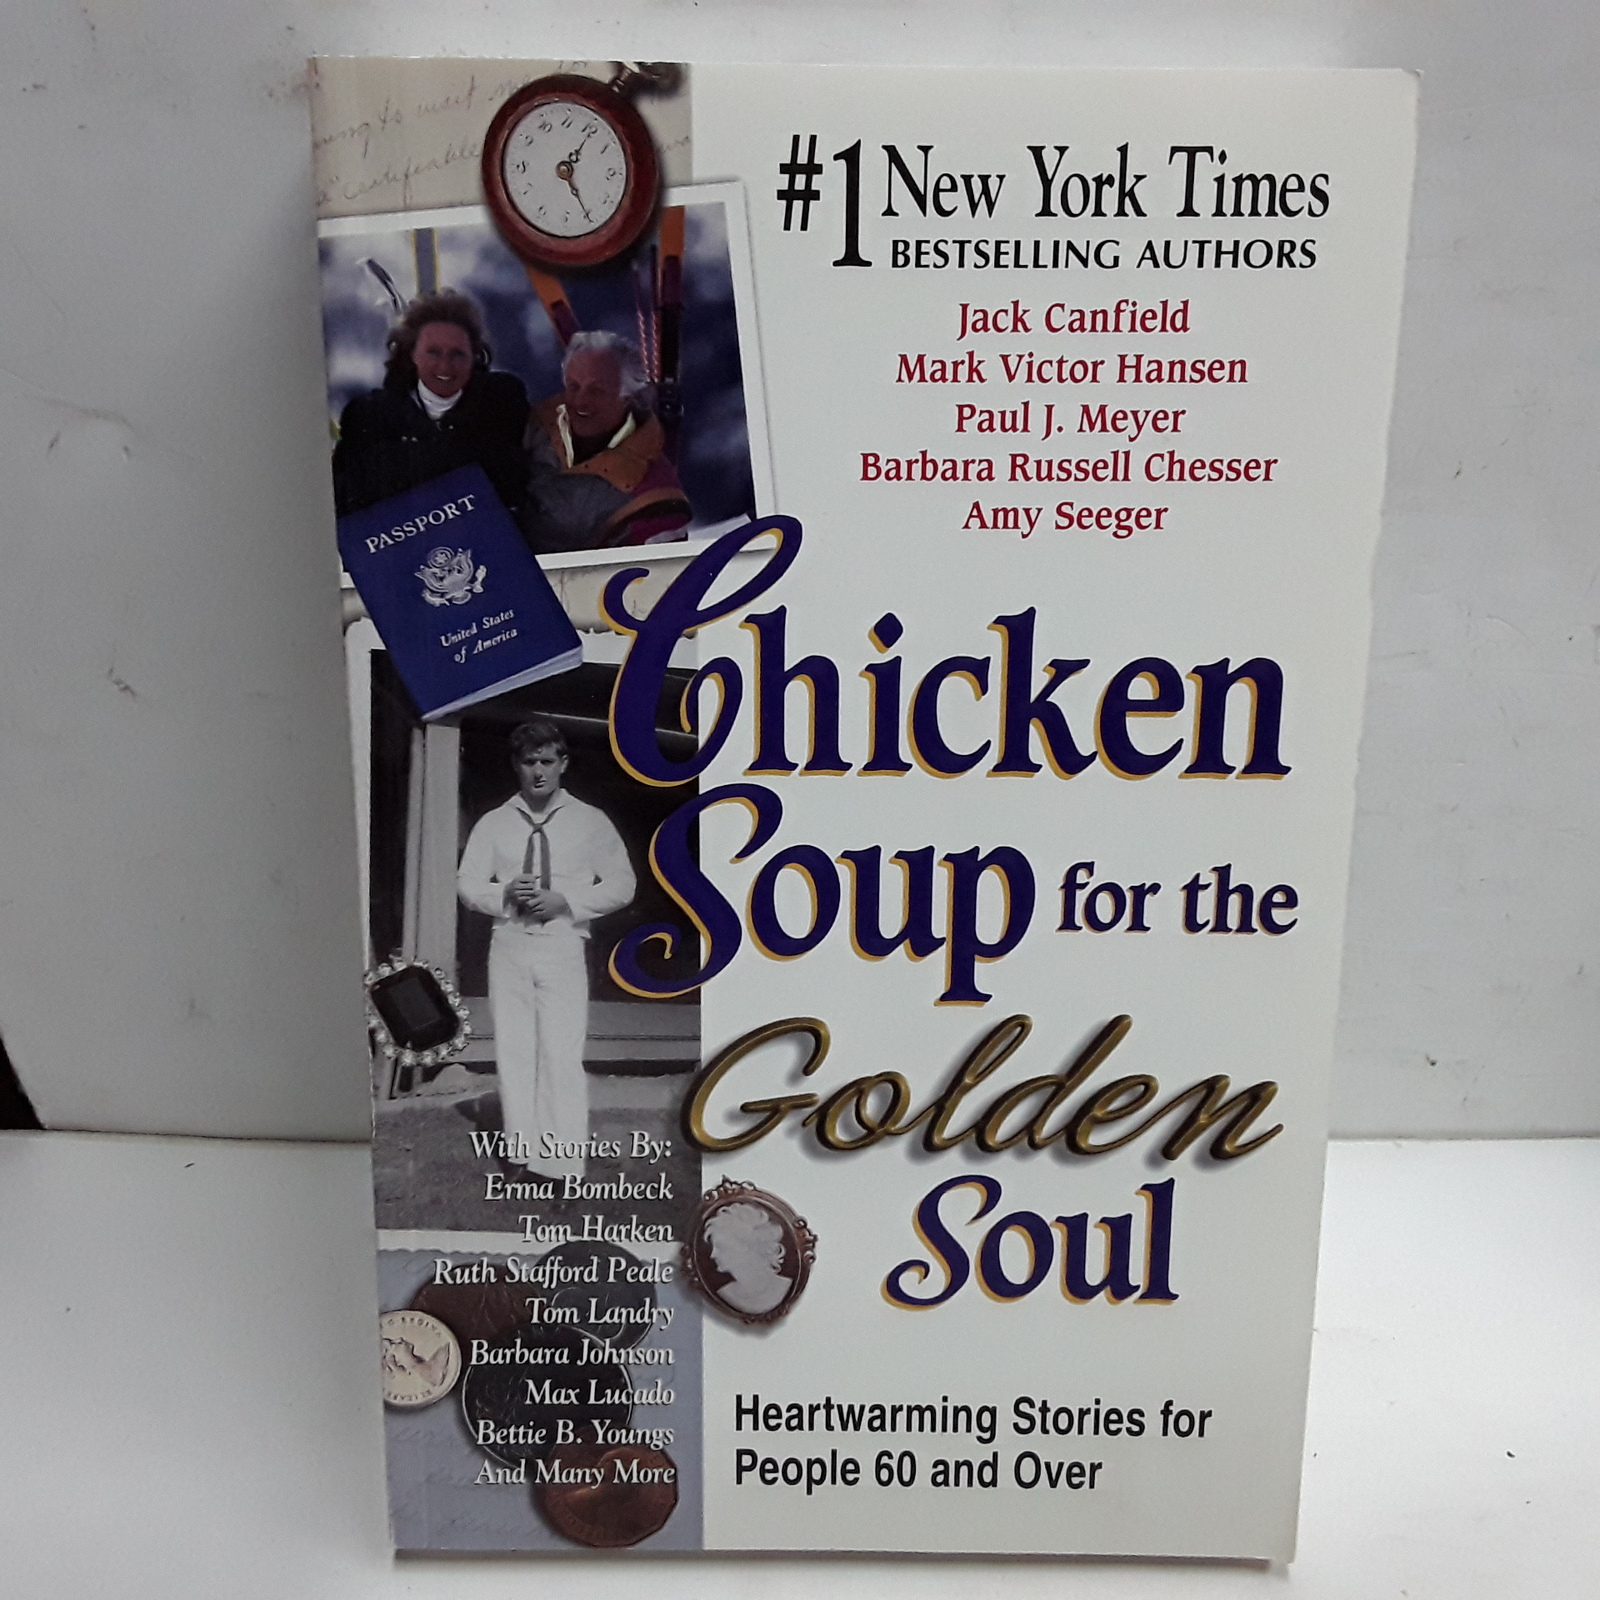 #1 New York Times
BESTSELLING AUTHORS
Jack Canfield
Mark Victor Hansen
Paul J. Meyer
Barbara Russell Chesser
Amy Seeger
PASSPORT
United States
of America
Chicken
Soup for the
Golden
Soul
With Stories By:
Erma Bombeck
Tom Harken
Ruth Stafford Peale
Tom Landry
Barbara Johnson
Max Lucado
Bettie B. Youngs
And Many More
Heartwarming Stories for
People 60 and Over